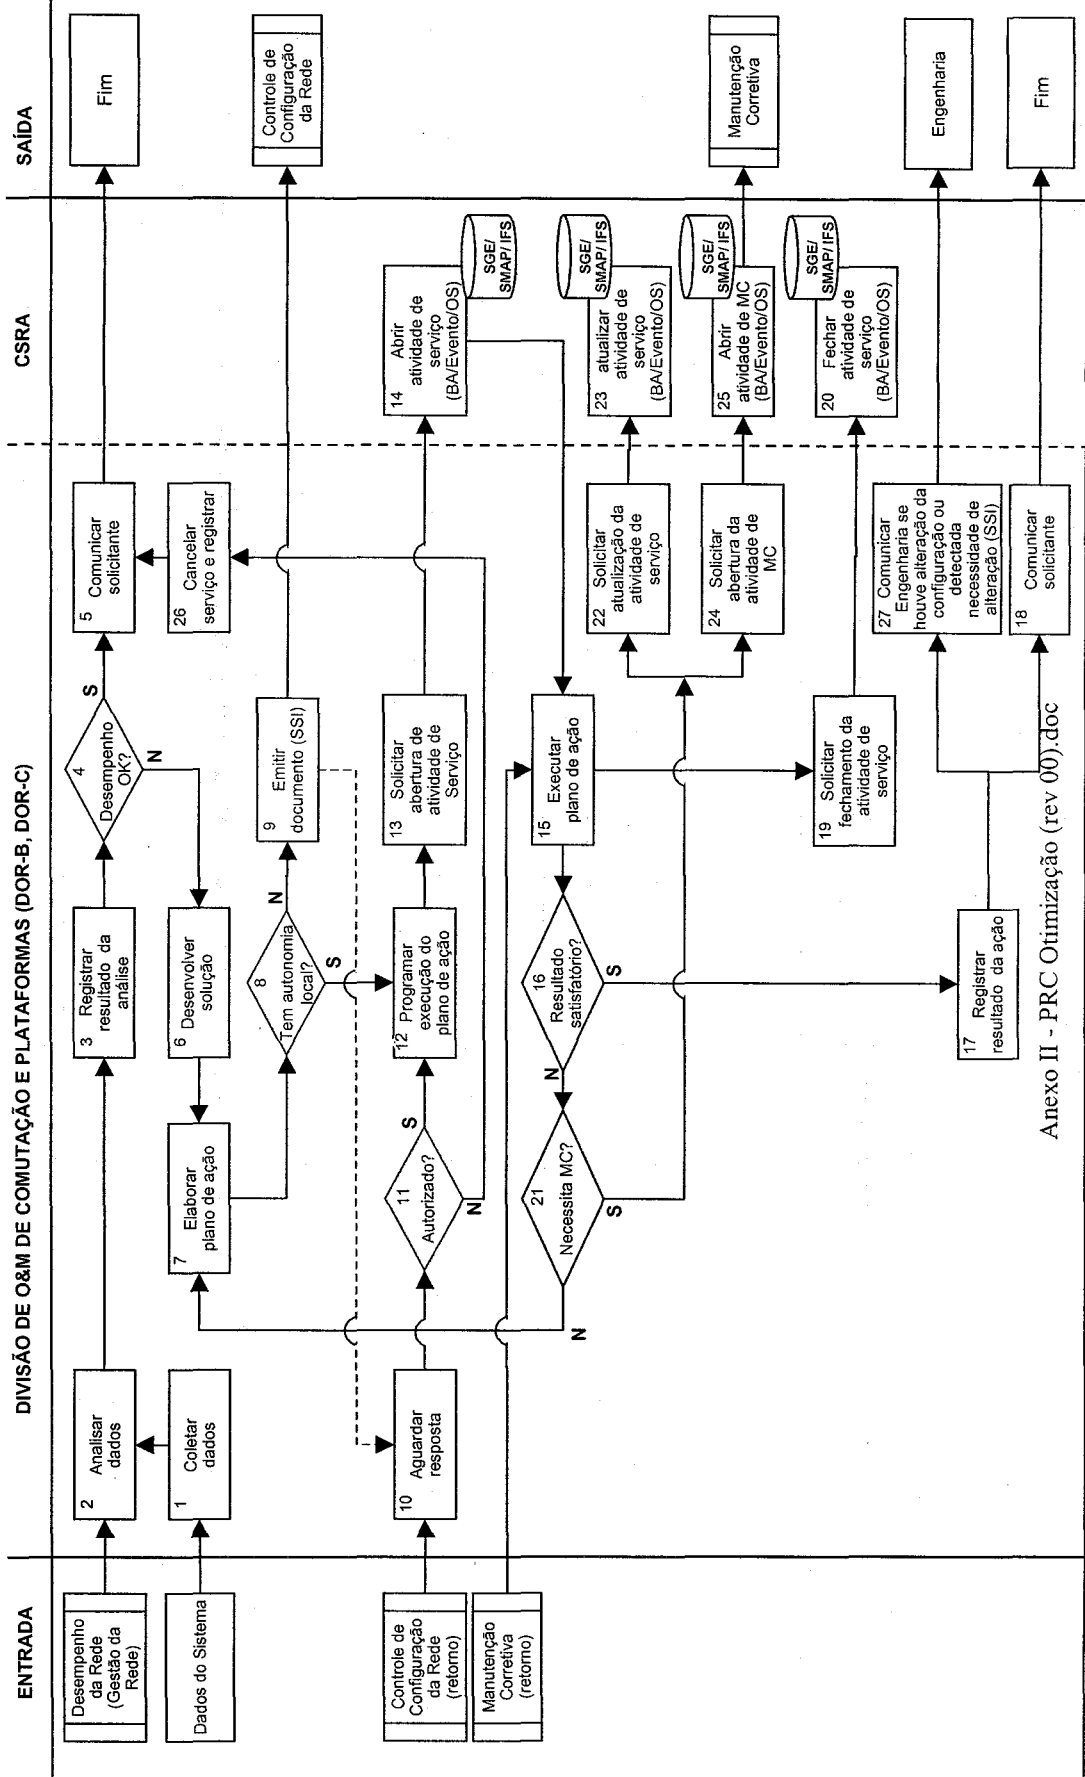 DIVISÃO DE O&M DE COMUTAÇÃO E PLATAFORMAS (DOR-B, DOR-C)
ENTRADA
CSRA
SAÍDA
Desempenho
da Rede
(Gestão da
Rede)
Dados do Sistema
Controle de
Configuração
da Rede
(retorno)
Manutenção
Corretiva
(retorno)
2
Analisar
dados
1
Coletar
dados
3
Registrar
resultado da
análise
4
Desempenho
OK?
S
N
5
Comunicar
solicitante
Fim
6
Desenvolver
solução
26
Cancelar
serviço e registrar
7
Elaborar
plano de ação
8
Tem autonomia
local?
N
S
9
Emitir
documento (SSI)
Controle de
Configuração
da Rede
10
Aguardar
resposta
11
Autorizado?
S
N
12
Programar
execução do
plano de ação
13
Solicitar
abertura de
atividade de
Serviço
14
Abrir
atividade de
serviço
(BA/Evento/OS)
SGE/
SMAP/ IFS
15
Executar
plano de ação
16
Resultado
satisfatório?
N
S
21
Necessita MC?
S
N
22
Solicitar
atualização da
atividade de
serviço
23
atualizar
atividade de
serviço
(BA/Evento/OS)
SGE/
SMAP/ IFS
24
Solicitar
abertura da
atividade de
MC
25
Abrir
atividade de MC
(BA/Evento/OS)
SGE/
SMAP/ IFS
Manutenção
Corretiva
19
Solicitar
fechamento da
atividade de
serviço
20
Fechar
atividade de
serviço
(BA/Evento/OS)
SGE/
SMAP/ IFS
17
Registrar
resultado da ação
27
Comunicar
Engenharia se
houve alteração da
configuração ou
detectada
necessidade de
alteração (SSI)
Engenharia
18
Comunicar
solicitante
Fim
Anexo II - PRC Otimização (rev 00).doc